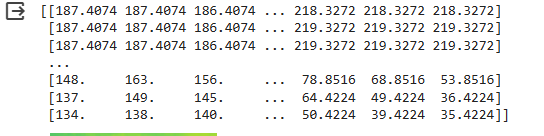 [[187.4074 187.4074 186.4074 ... 218.3272 218.3272 218.3272]
[187.4074 187.4074 186.4074 ... 219.3272 219.3272 219.3272]
[187.4074 187.4074 186.4074 ... 219.3272 219.3272 219.3272]
...
[148. 163. 156. ... 78.8516 68.8516 53.8516]
[137. 149. 145. ... 64.4224 49.4224 36.4224]
[134. 138. 140. ... 50.4224 39.4224 35.4224]]